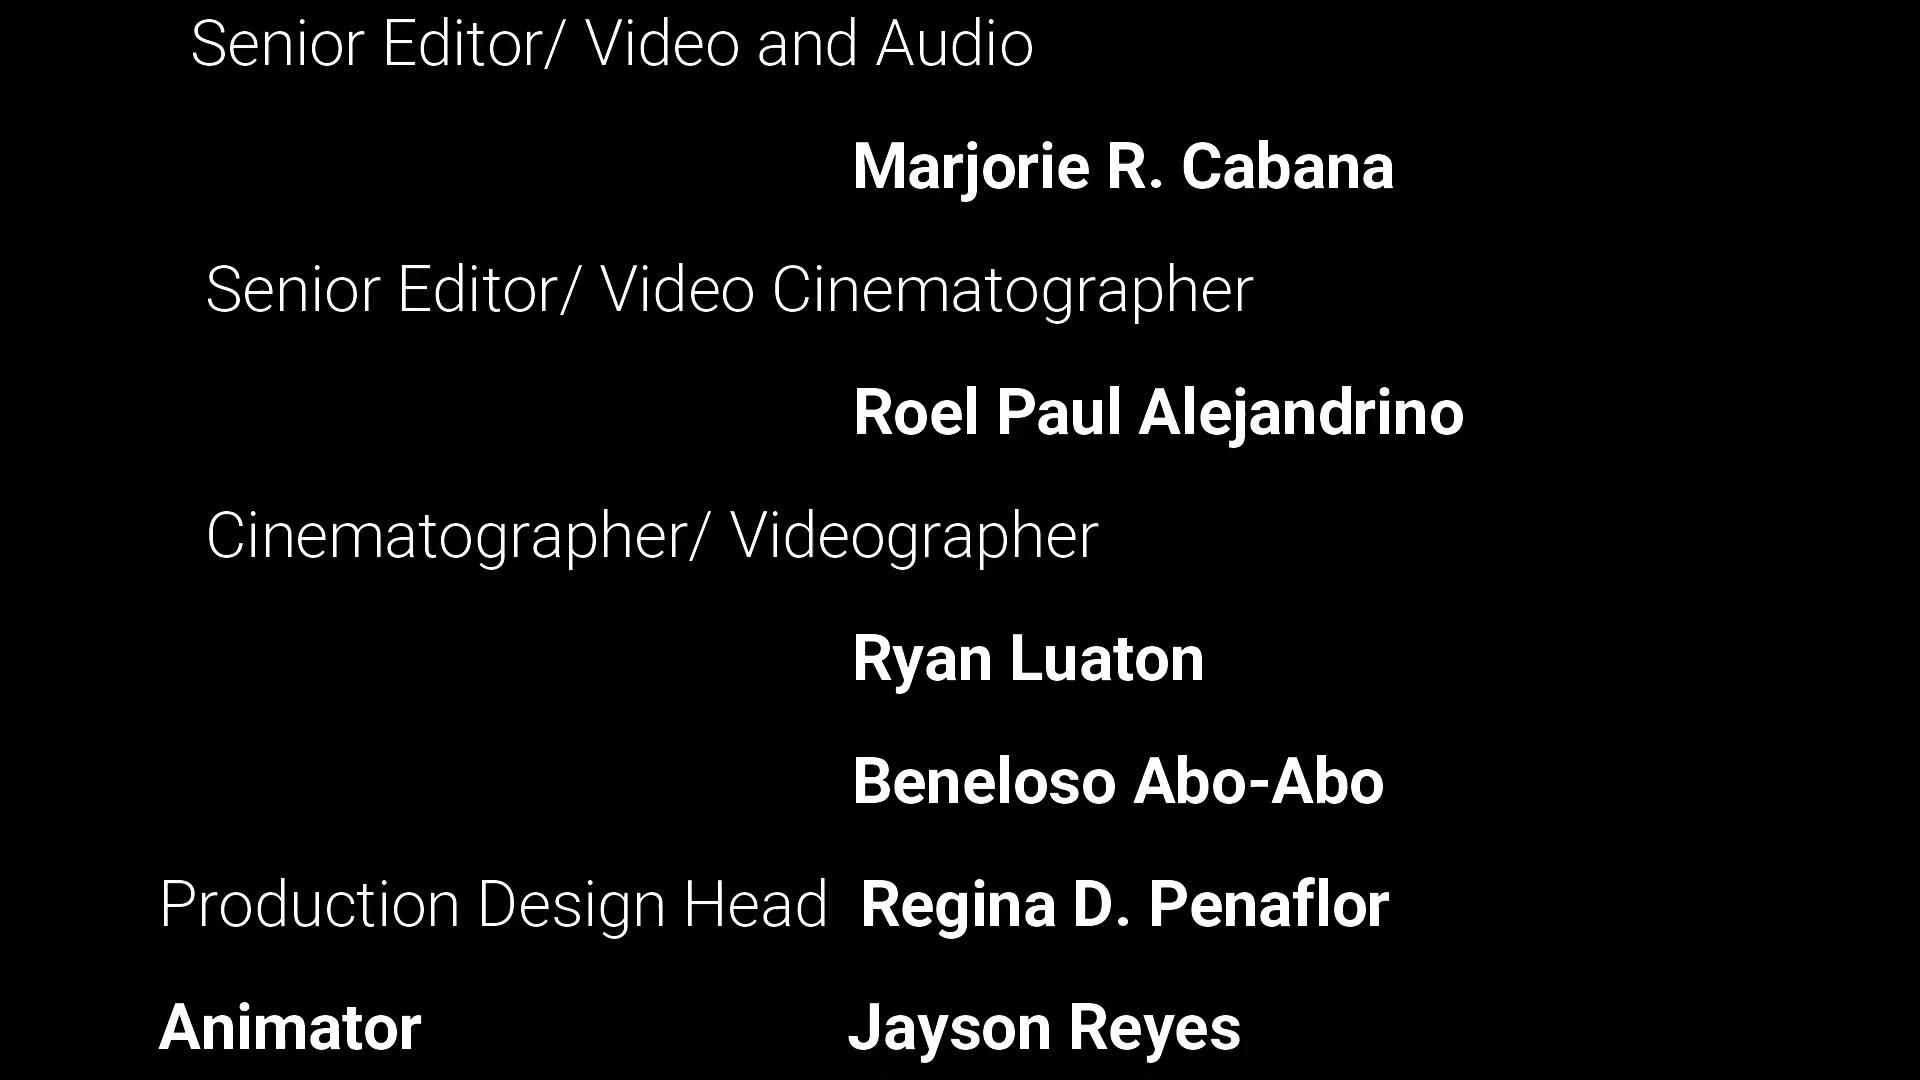 Senior Editor/ Video and Audio
Marjorie R. Cabana
Senior Editor/ Video Cinematographer
Roel Paul Alejandrino
Cinematographer/ Videographer
Ryan Luaton
Beneloso Abo-Abo
Production Design Head Regina D. Penaflor
Animator Jayson Reyes